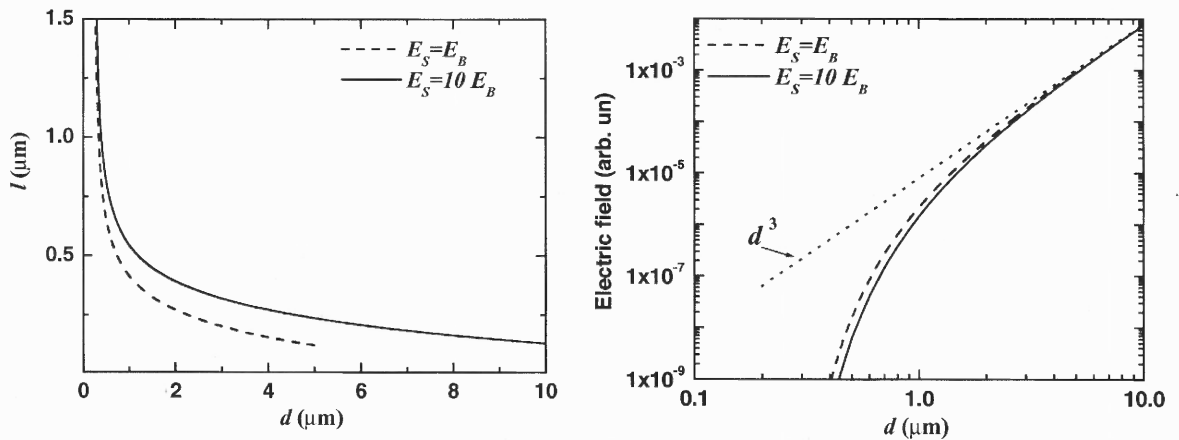 1.5
1.0
0.5
l (μm)
E_S=E_B
E_S=10 E_B
0
2
4
6
8
10
d (μm)
Electric field (arb. un)
1x10^-3
1x10^-5
1x10^-7
1x10^-9
E_S=E_B
E_S=10 E_B
d^3
0.1
1.0
10.0
d (μm)